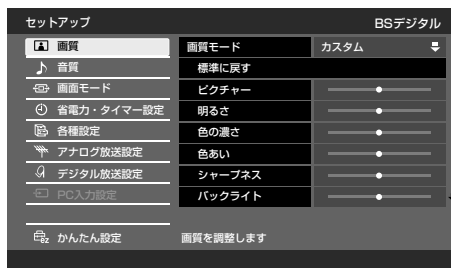 セットアップ BSデジタル
画質 画質モード カスタム
音質 標準に戻す
画面モード ピクチャー
省電力・タイマー設定 明るさ
各種設定 色の濃さ
アナログ放送設定 色あい
デジタル放送設定 シャープネス
PC入力設定 バックライト
かんたん設定 画質を調整します